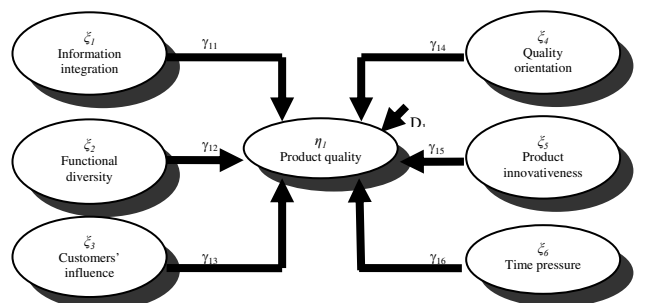 ξ1
Information
integration
γ11
ξ2
Functional
diversity
γ12
ξ3
Customers'
influence
γ13
η1
Product quality
ξ4
Quality
orientation
γ14
ξ5
Product
innovativeness
γ15
ξ6
Time pressure
γ16